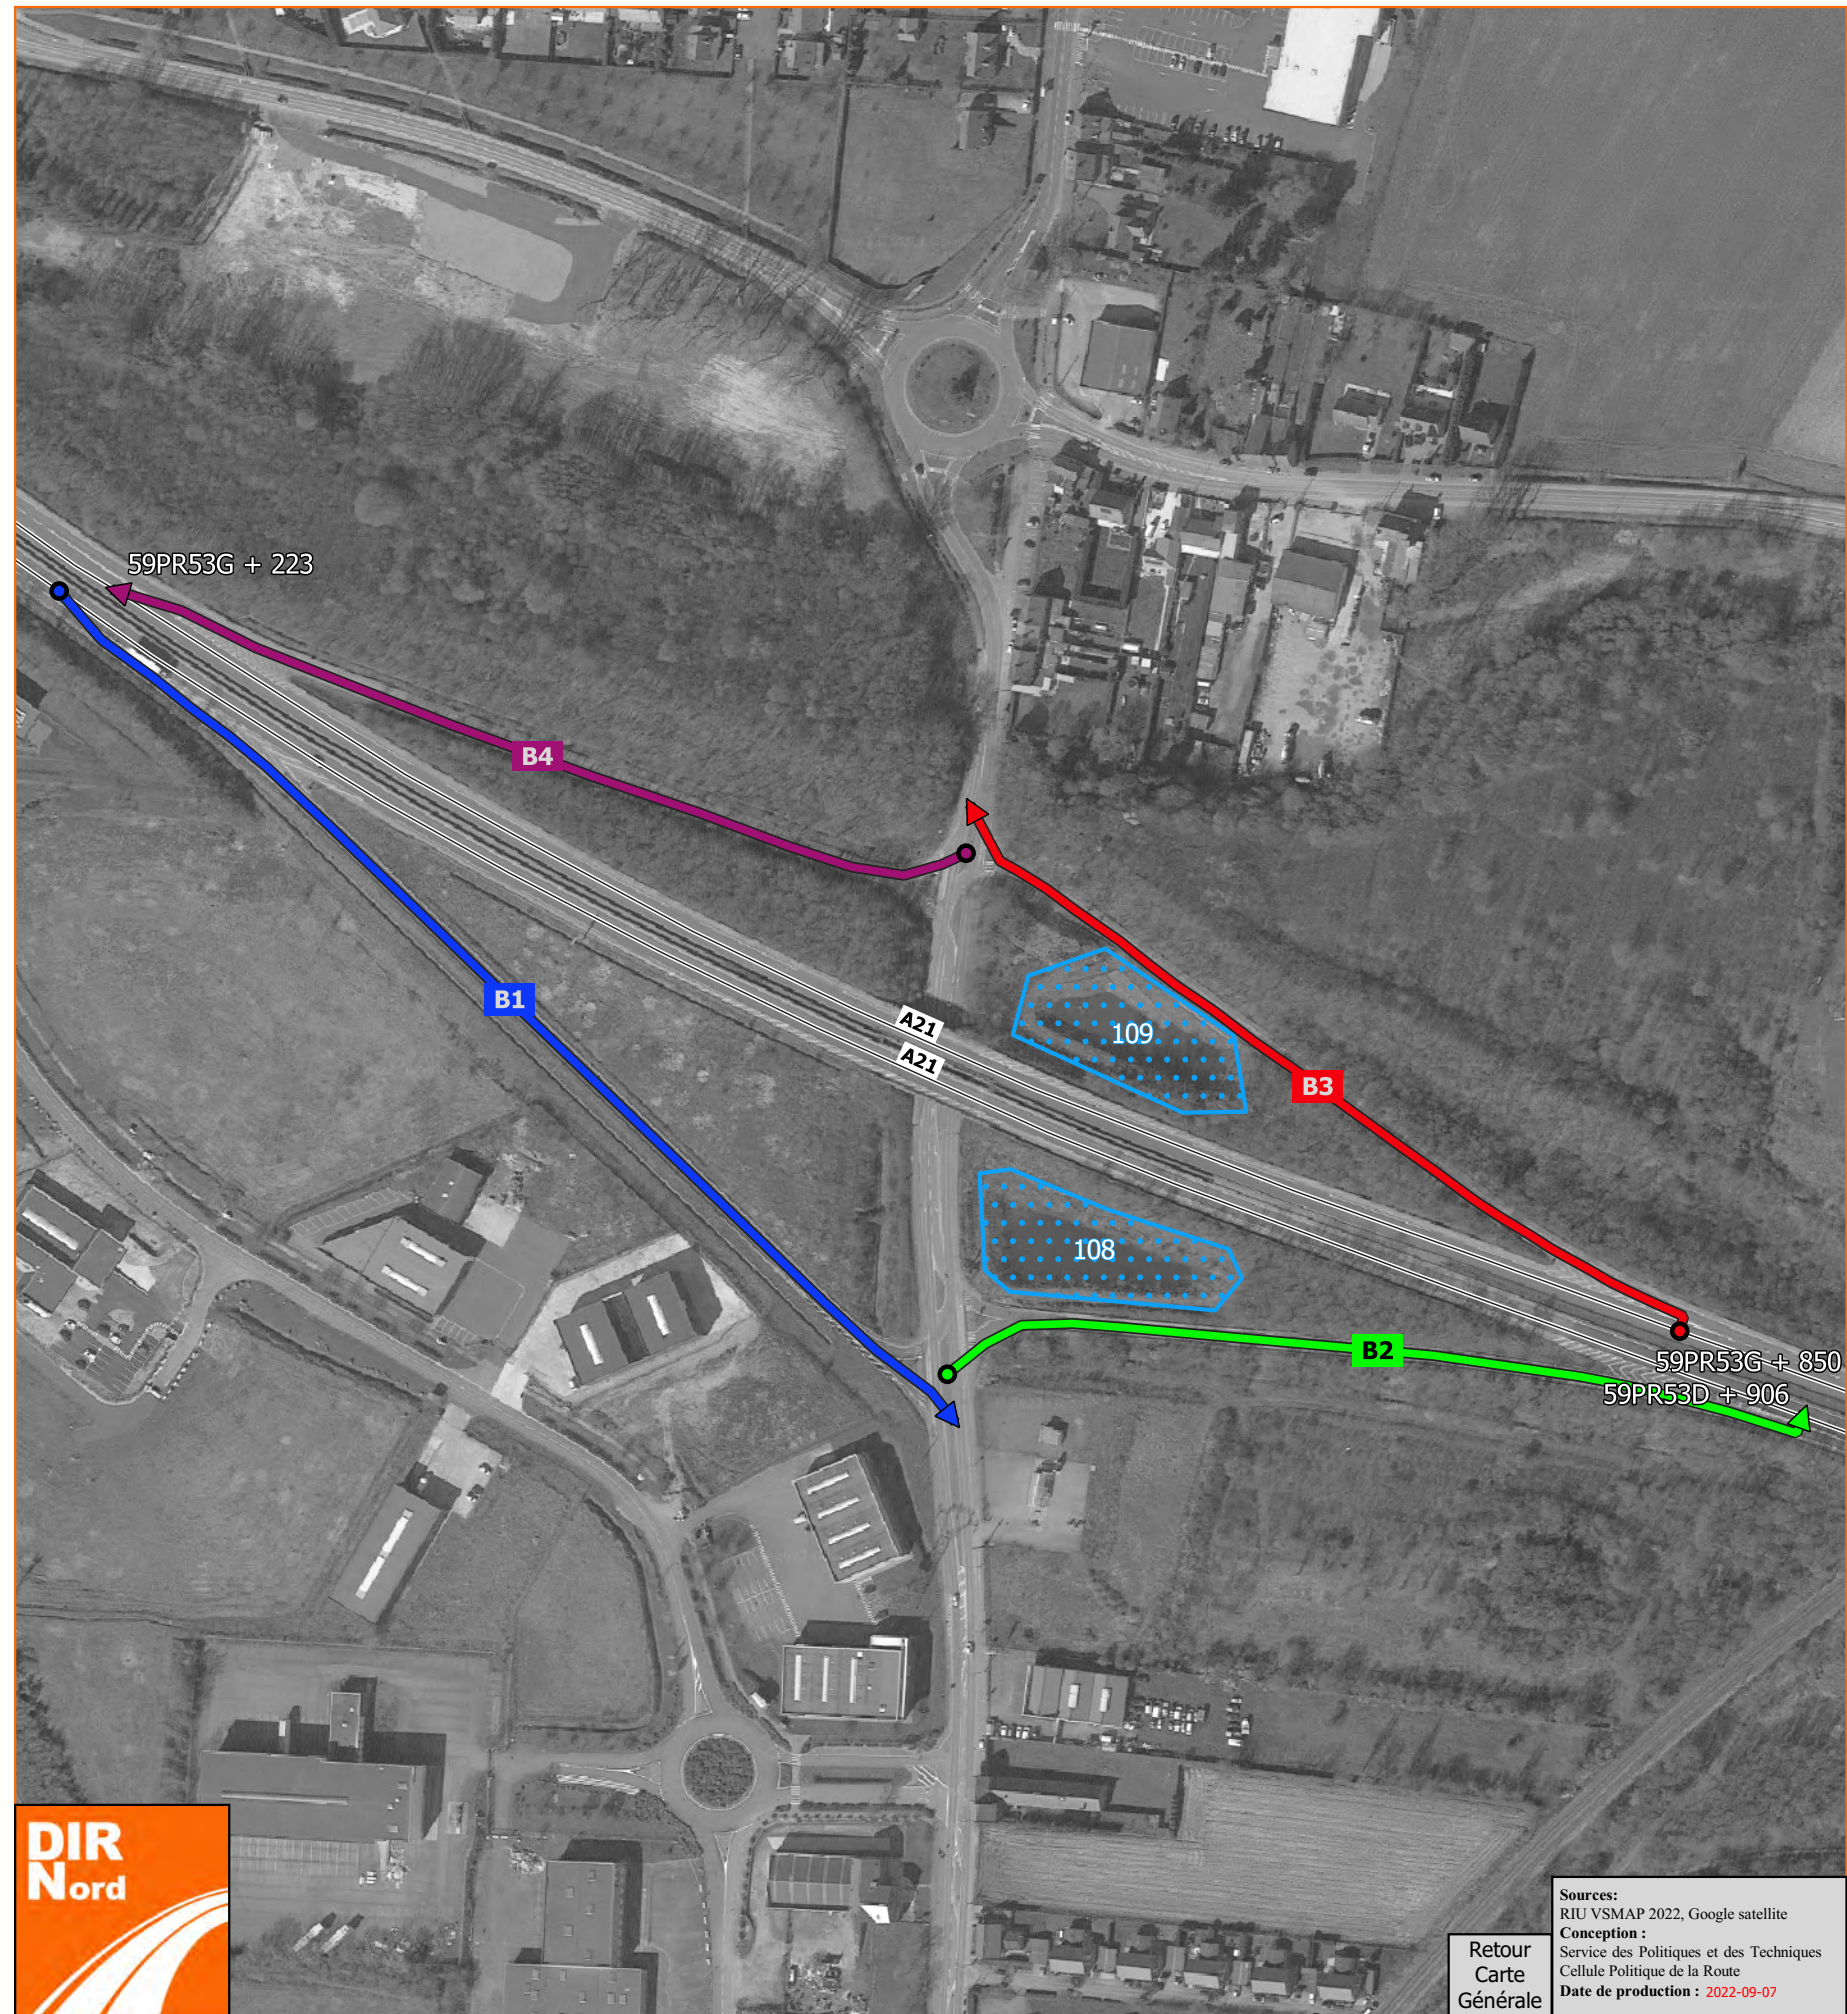 59PR53G + 223
B4
B1
A21
A21
109
B3
108
B2
59PR53G + 850
59PR53D + 906
DIR
Nord
Retour
Carte
Générale
Sources:
RIU VSMAP 2022, Google satellite
Conception :
Service des Politiques et des Techniques
Cellule Politique de la Route
Date de production : 2022-09-07